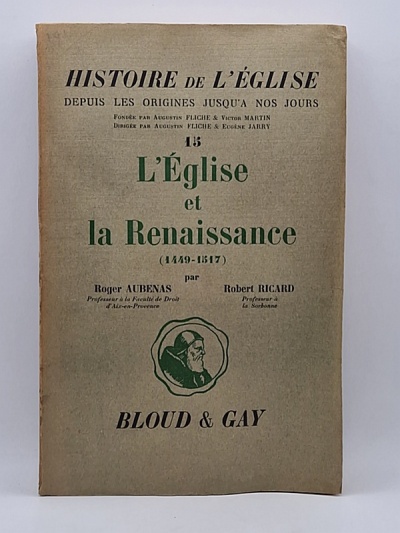 HISTOIRE DE L'ÉGLISE
DEPUIS LES ORIGINES JUSQU'A NOS JOURS
FONDÉE PAR AUGUSTIN FLICHE & VICTOR MARTIN
DIRIGÉE PAR AUGUSTIN FLICHE & EUGÈNE JARRY
15
L'Église
et
la Renaissance
(1449-1517)
par
Roger AUBENAS Robert RICARD
Professeur à la Faculté de Droit Professeur à
d'Aix-en-Provence la Sorbonne
BLOUD & GAY